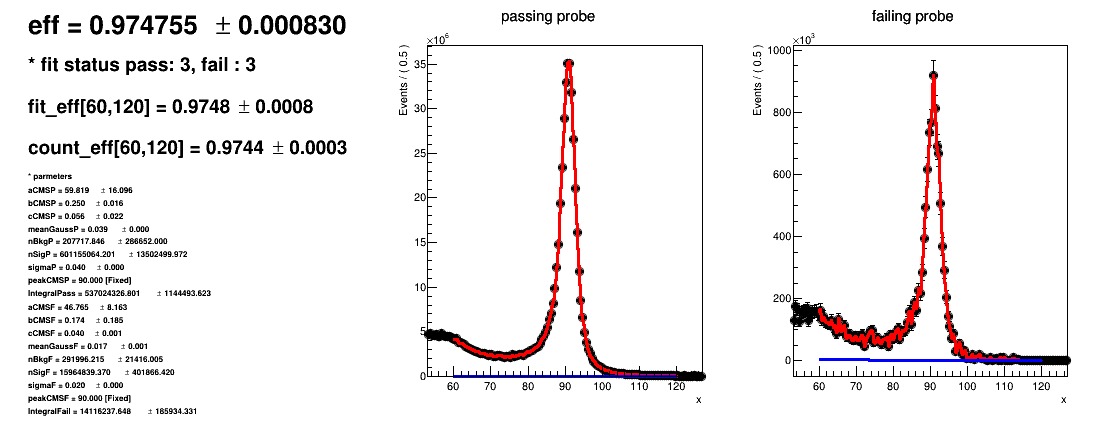 eff = 0.974755 ± 0.000830
* fit status pass: 3, fail : 3
fit_eff[60,120] = 0.9748 ± 0.0008
count_eff[60,120] = 0.9744 ± 0.0003
* parmeters
aCMSP = 59.819 ± 16.096
bCMSP = 0.250 ± 0.016
cCMSP = 0.056 ± 0.022
meanGaussP = 0.039 ± 0.000
nBkgP = 207717.846 ± 286652.000
nSigP = 601155064.201 ± 13502499.972
sigmaP = 0.040 ± 0.000
peakCMSP = 90.000 [Fixed]
IntegralPass = 537024326.801 ± 1144493.623
aCMSF = 46.765 ± 8.163
bCMSF = 0.174 ± 0.185
cCMSF = 0.040 ± 0.001
meanGaussF = 0.017 ± 0.001
nBkgF = 291996.215 ± 21416.005
nSigF = 15964839.370 ± 401866.420
sigmaF = 0.020 ± 0.000
peakCMSF = 90.000 [Fixed]
IntegralFail = 14116237.648 ± 185934.331
passing probe
×10⁶
Events / ( 0.5 )
35
30
25
20
15
10
5
0
60 70 80 90 100 110 120
x
failing probe
×10³
Events / ( 0.5 )
1000
800
600
400
200
0
60 70 80 90 100 110 120
x